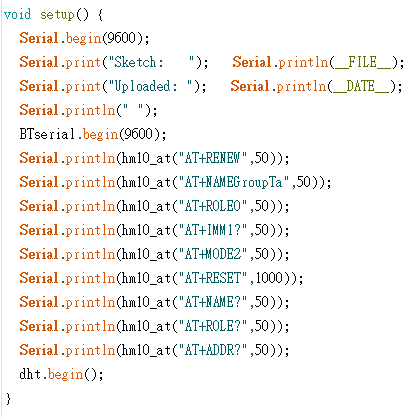 void setup() {
Serial.begin(9600);
Serial.print("Sketch:   ");   Serial.println(__FILE__);
Serial.print("Uploaded: ");   Serial.println(__DATE__);
Serial.println(" ");
BTserial.begin(9600);
Serial.println(hm10_at("AT+RENEW",50));
Serial.println(hm10_at("AT+NAMEGroupTa",50));
Serial.println(hm10_at("AT+ROLE0",50));
Serial.println(hm10_at("AT+IMM1?",50));
Serial.println(hm10_at("AT+MODE2",50));
Serial.println(hm10_at("AT+RESET",1000));
Serial.println(hm10_at("AT+NAME?",50));
Serial.println(hm10_at("AT+ROLE?",50));
Serial.println(hm10_at("AT+ADDR?",50));
dht.begin();
}